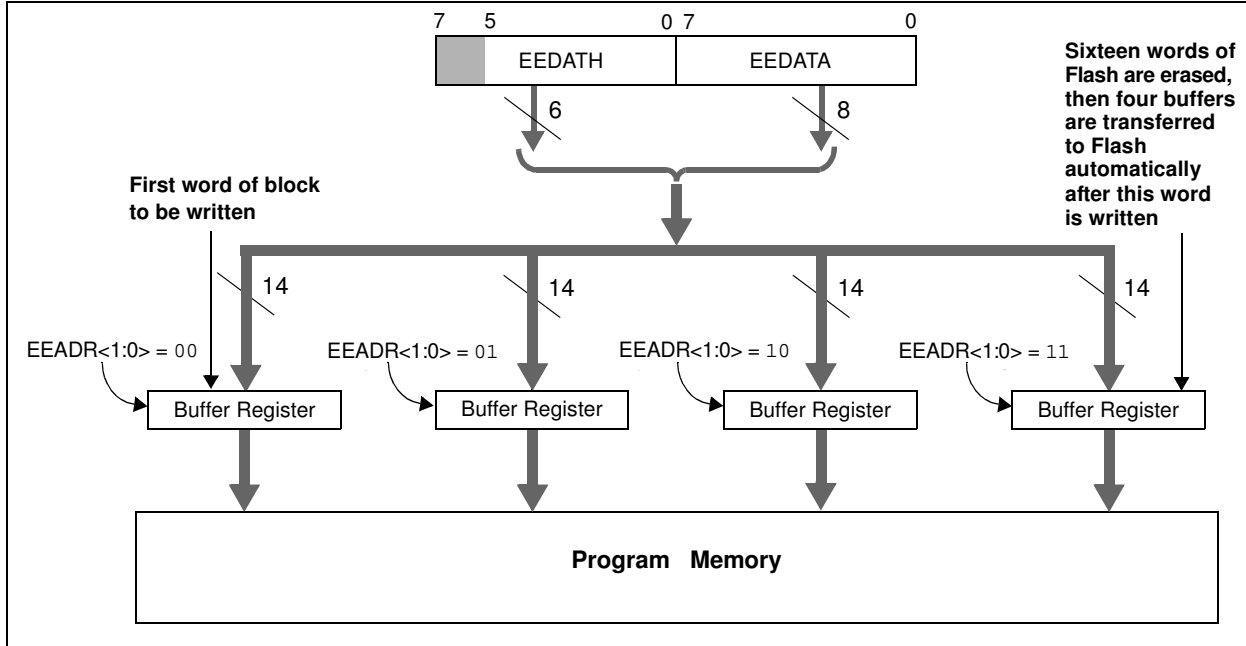 7 5 0 7 0
EEDATH EEDATA
6 8
Sixteen words of
Flash are erased,
then four buffers
are transferred
to Flash
automatically
after this word
is written
First word of block
to be written
14 14 14 14
EEADR<1:0> = 00 EEADR<1:0> = 01 EEADR<1:0> = 10 EEADR<1:0> = 11
Buffer Register Buffer Register Buffer Register Buffer Register
Program Memory